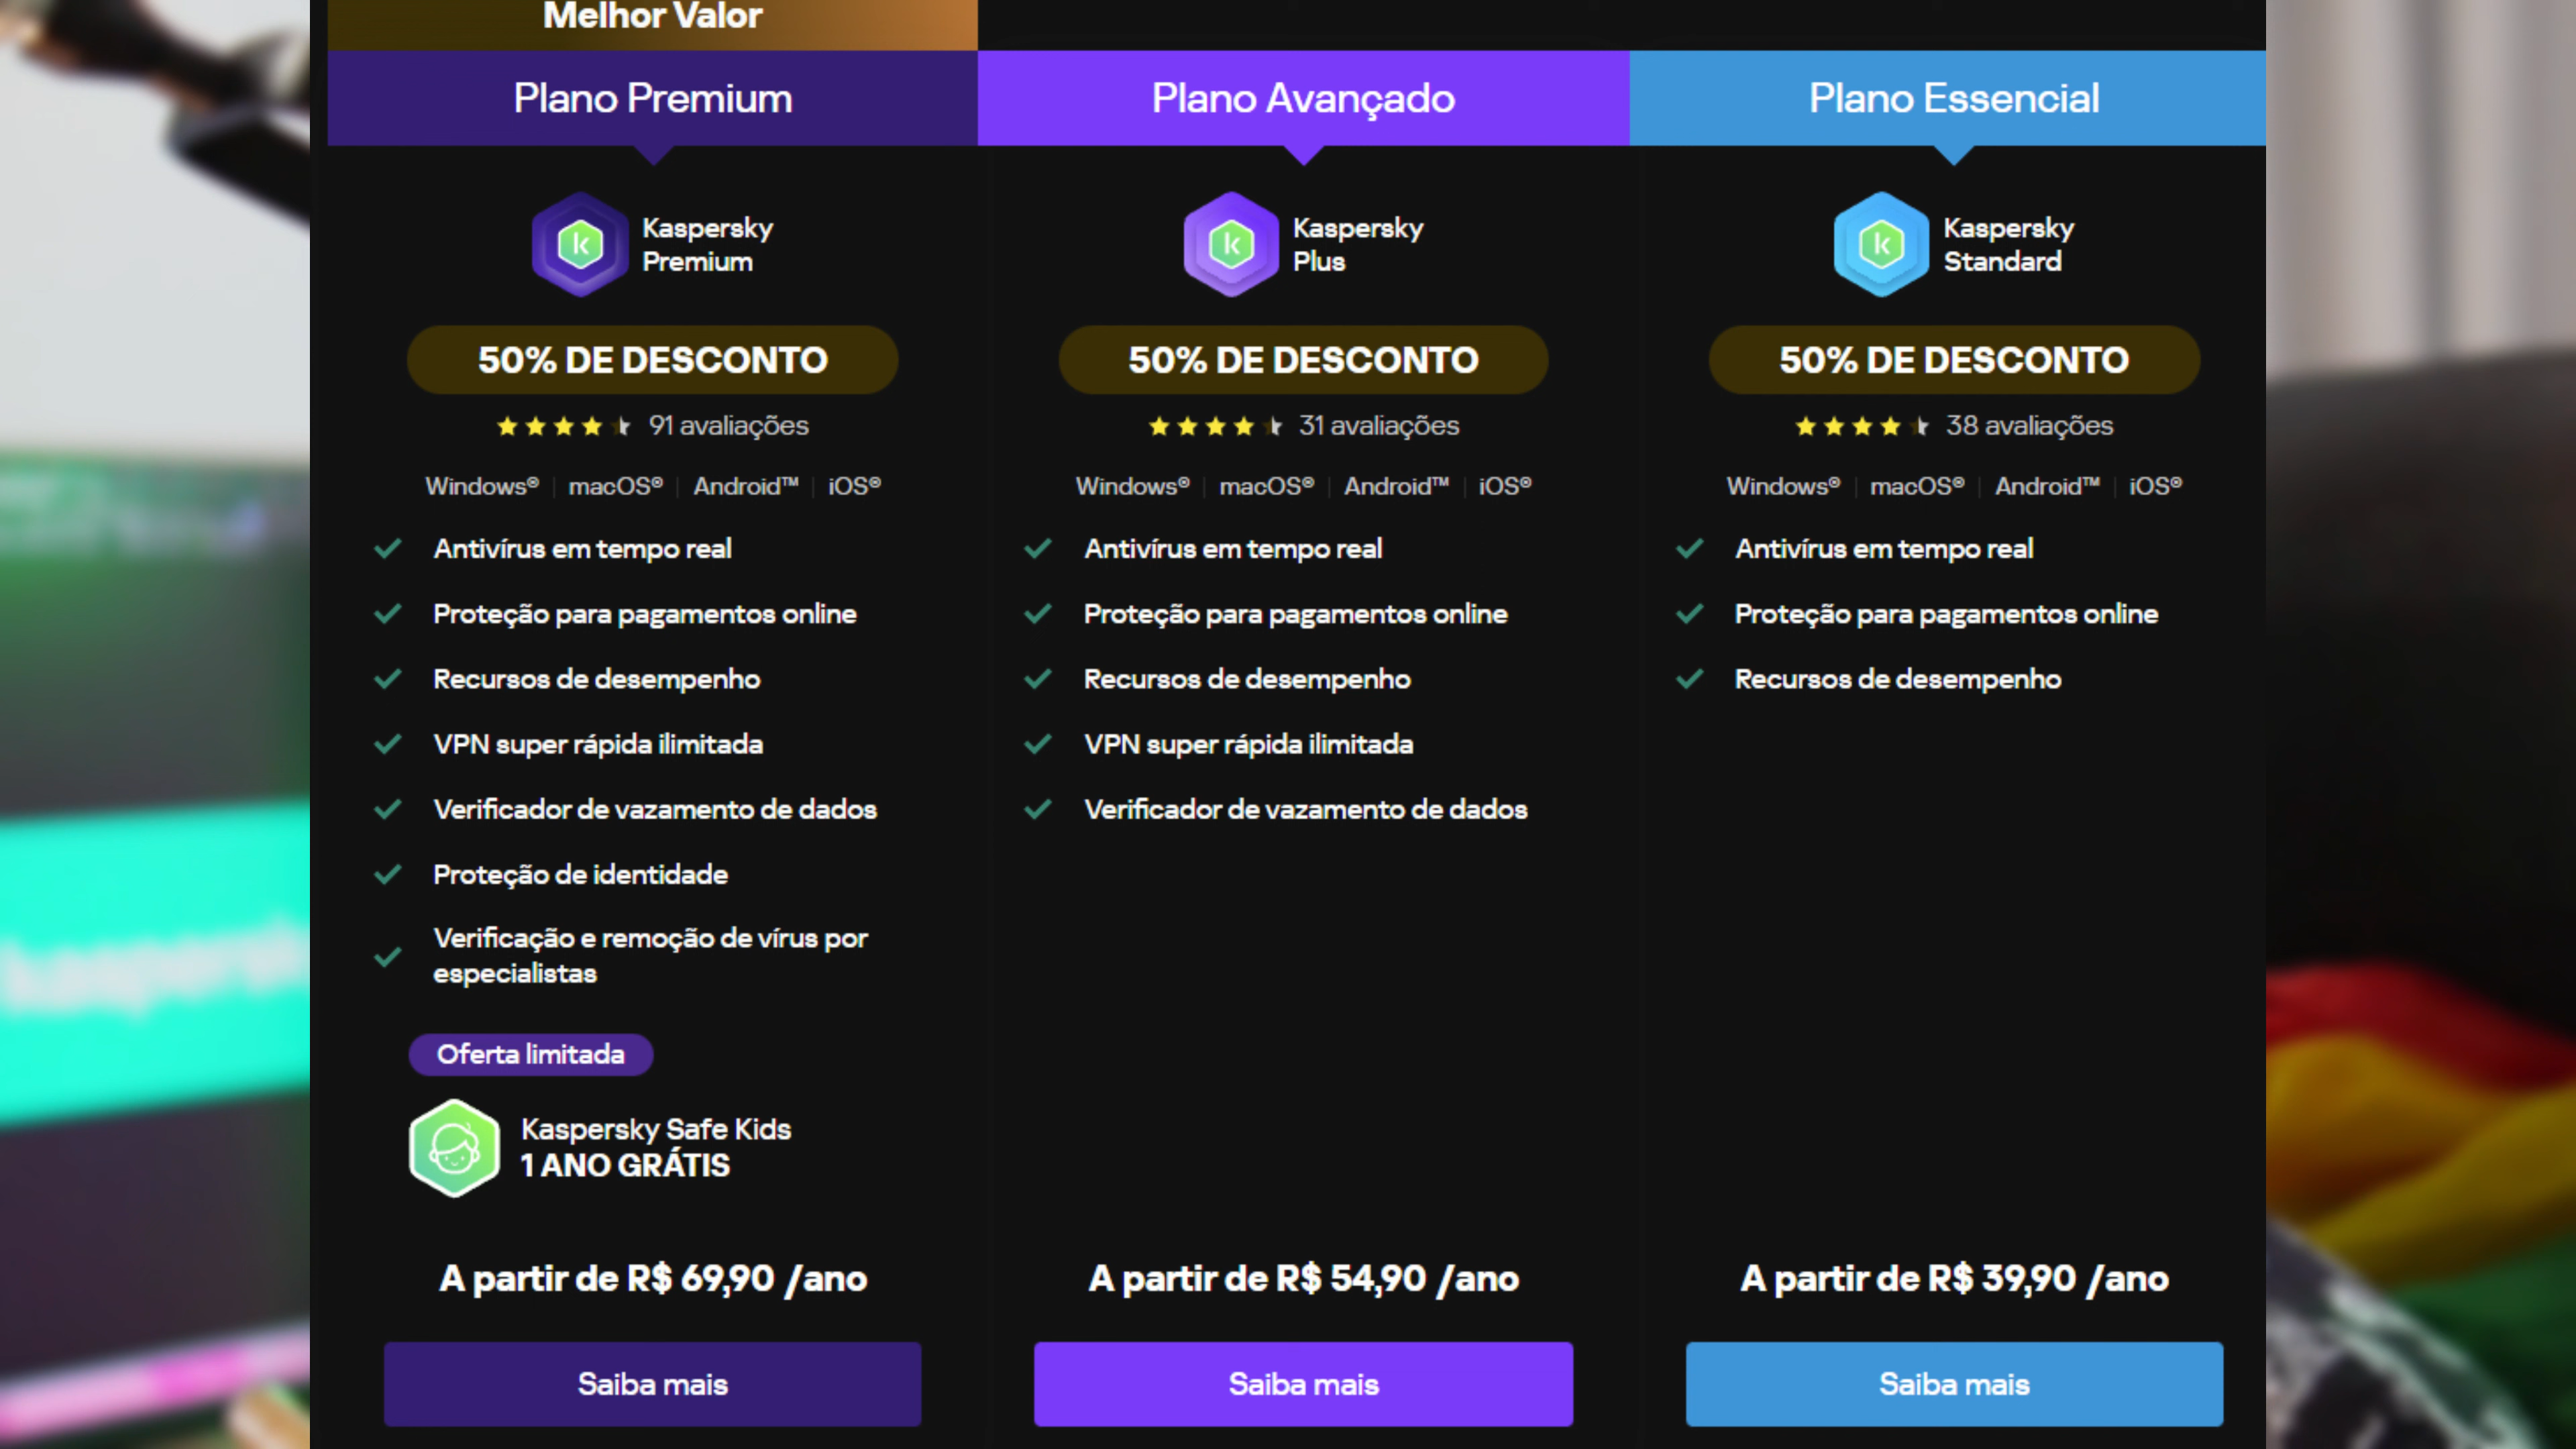 Melhor Valor
Plano Premium
Kaspersky
Premium
50% DE DESCONTO
91 avaliações
Windows® | macOS® | Android™ | iOS®
Antivírus em tempo real
Proteção para pagamentos online
Recursos de desempenho
VPN super rápida ilimitada
Verificador de vazamento de dados
Proteção de identidade
Verificação e remoção de vírus por
especialistas
Oferta limitada
Kaspersky Safe Kids
1 ANO GRÁTIS
A partir de R$ 69,90 /ano
Saiba mais
Plano Avançado
Kaspersky
Plus
50% DE DESCONTO
31 avaliações
Windows® | macOS® | Android™ | iOS®
Antivírus em tempo real
Proteção para pagamentos online
Recursos de desempenho
VPN super rápida ilimitada
Verificador de vazamento de dados
A partir de R$ 54,90 /ano
Saiba mais
Plano Essencial
Kaspersky
Standard
50% DE DESCONTO
38 avaliações
Windows® | macOS® | Android™ | iOS®
Antivírus em tempo real
Proteção para pagamentos online
Recursos de desempenho
A partir de R$ 39,90 /ano
Saiba mais